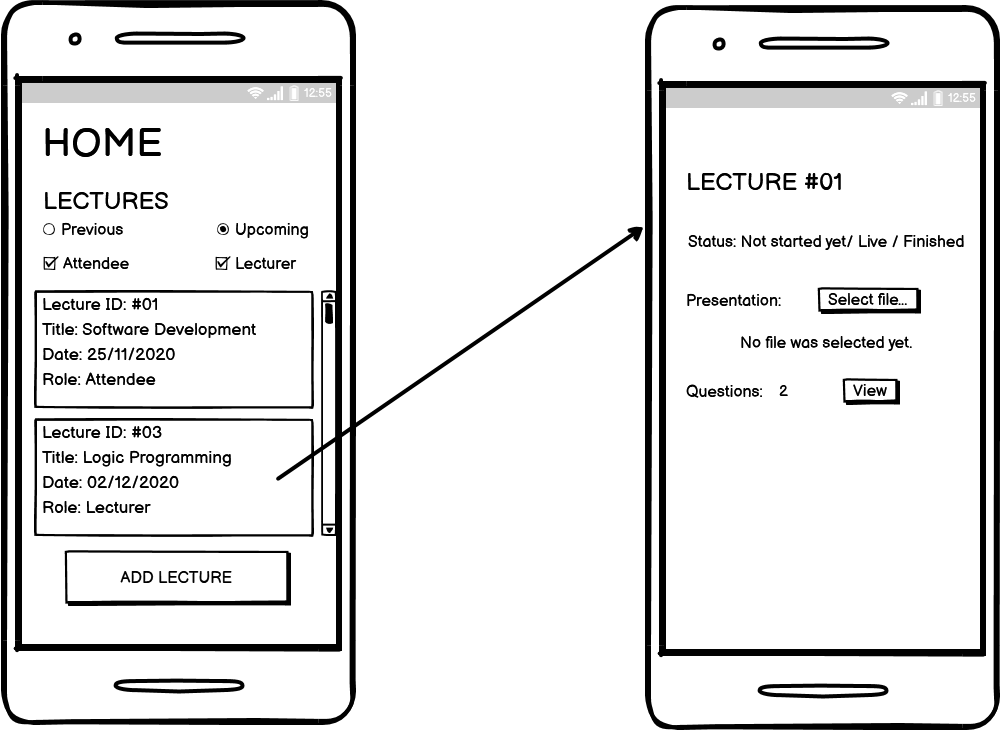 12:55
HOME
LECTURES
Previous Upcoming
Attendee Lecturer
Lecture ID: #01
Title: Software Development
Date: 25/11/2020
Role: Attendee
Lecture ID: #03
Title: Logic Programming
Date: 02/12/2020
Role: Lecturer
ADD LECTURE
12:55
LECTURE #01
Status: Not started yet/ Live / Finished
Presentation: Select file...
No file was selected yet.
Questions: 2 View